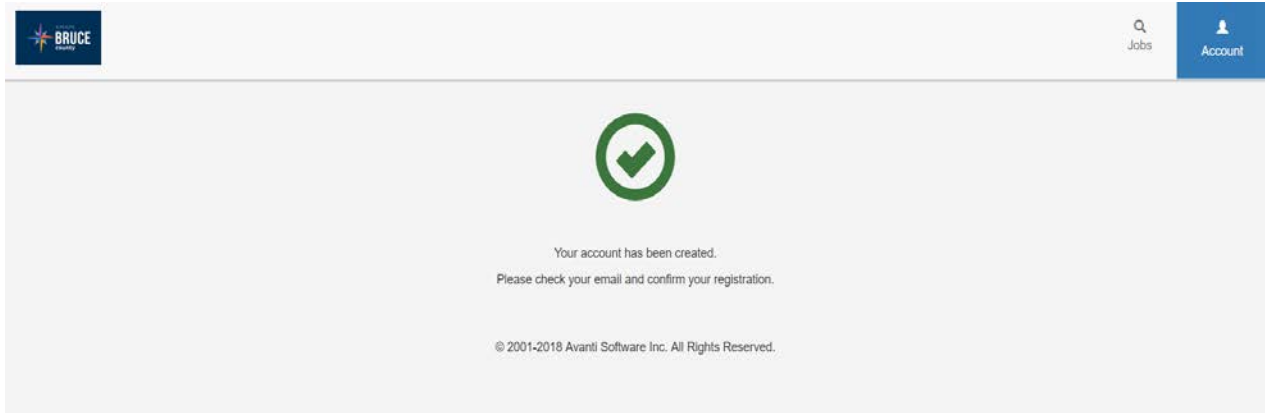 BRUCE
county
Jobs
Account
Your account has been created.
Please check your email and confirm your registration.
© 2001-2018 Avanti Software Inc. All Rights Reserved.